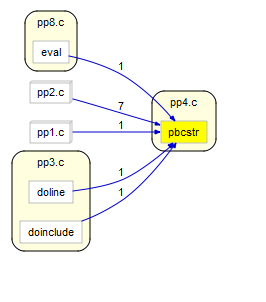 pp8.c
eval
1
pp2.c
7
pp4.c
pp1.c
1
pbcstr
pp3.c
1
doline
1
doinclude